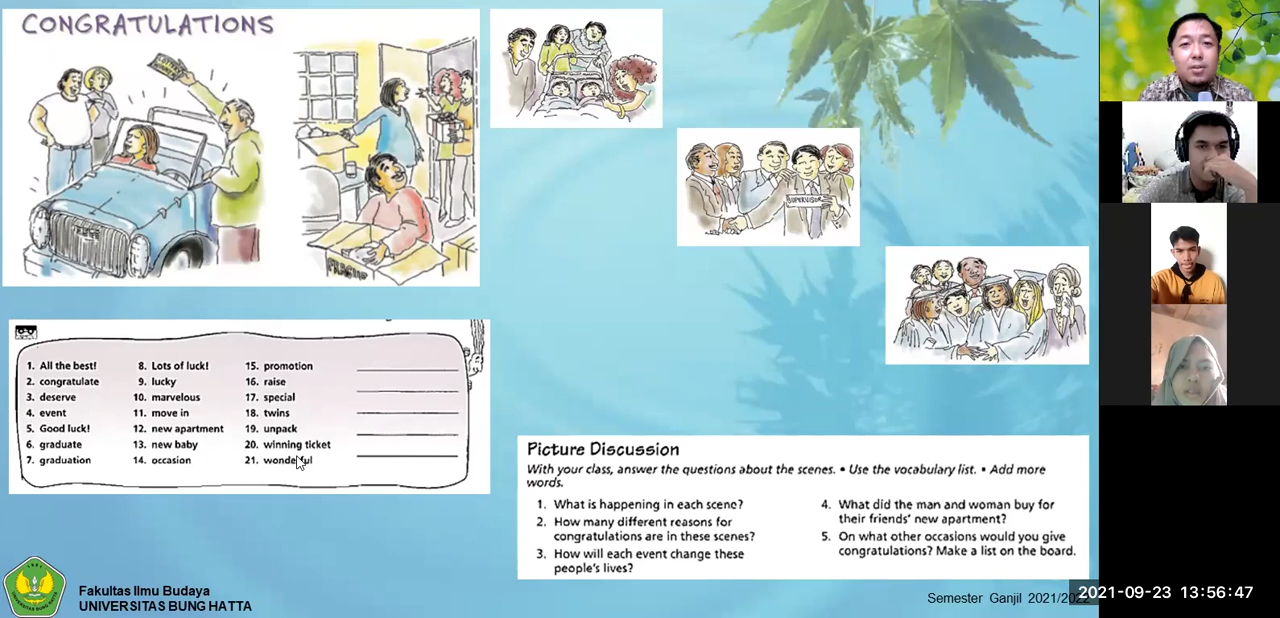 CONGRATULATIONS
SUPERVISOR
1. All the best!
2. congratulate
3. deserve
4. event
5. Good luck!
6. graduate
7. graduation
8. Lots of luck!
9. lucky
10. marvelous
11. move in
12. new apartment
13. new baby
14. occasion
15. promotion
16. raise
17. special
18. twins
19. unpack
20. winning ticket
21. wonderful
Picture Discussion
With your class, answer the questions about the scenes. • Use the vocabulary list. • Add more
words.
1. What is happening in each scene?
2. How many different reasons for
congratulations are in these scenes?
3. How will each event change these
people's lives?
4. What did the man and woman buy for
their friends' new apartment?
5. On what other occasions would you give
congratulations? Make a list on the board.
Fakultas Ilmu Budaya
UNIVERSITAS BUNG HATTA
Semester Ganjil 2021/2022
2021-09-23 13:56:47